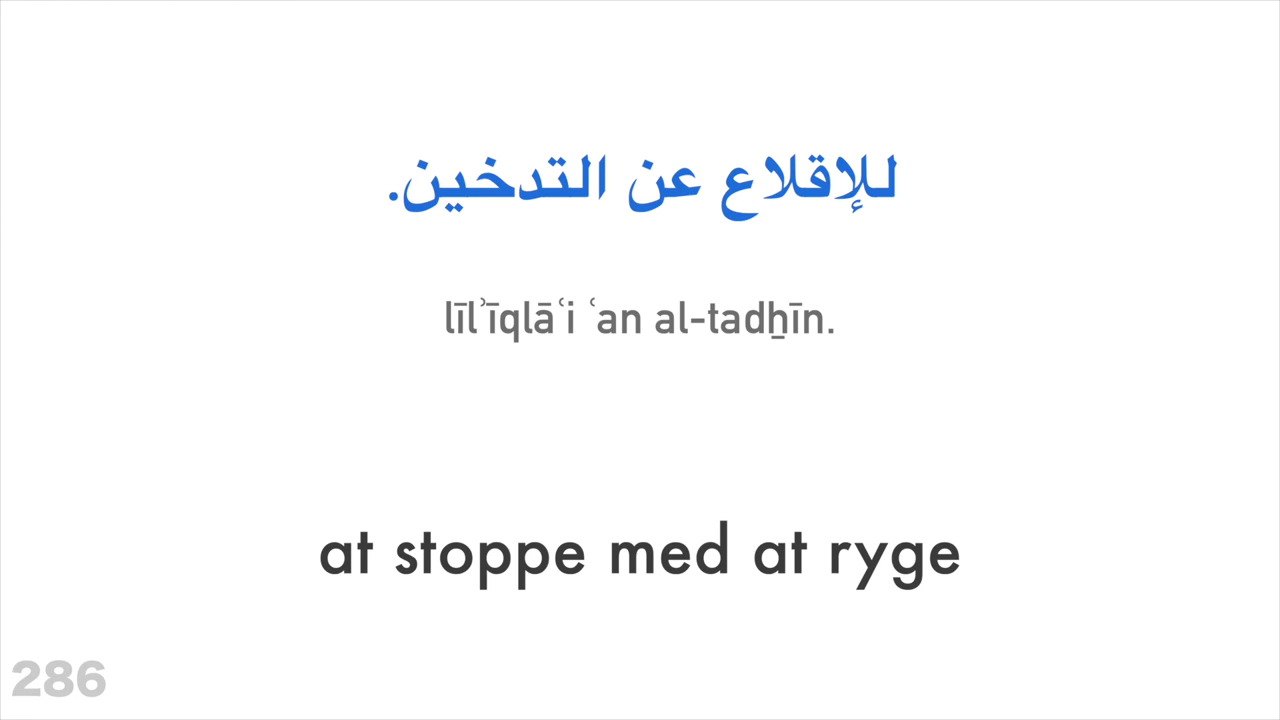 للإقلاع عن التدخين.
līlʾīqlāʿi ʿan al-tadẖīn.
at stoppe med at ryge
286